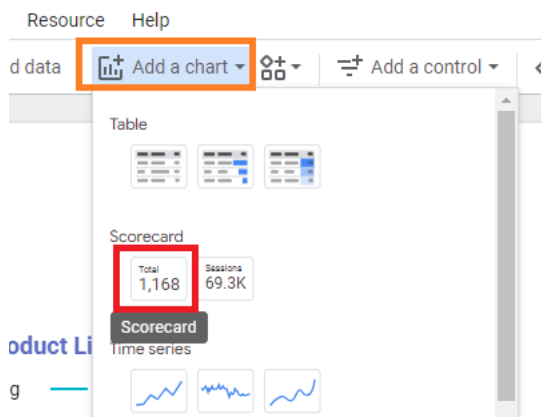 Resource Help
d data Add a chart Add a control
Table
Scorecard
Total
1,168
Sessions
69.3K
Scorecard
oduct Li
Time series
g